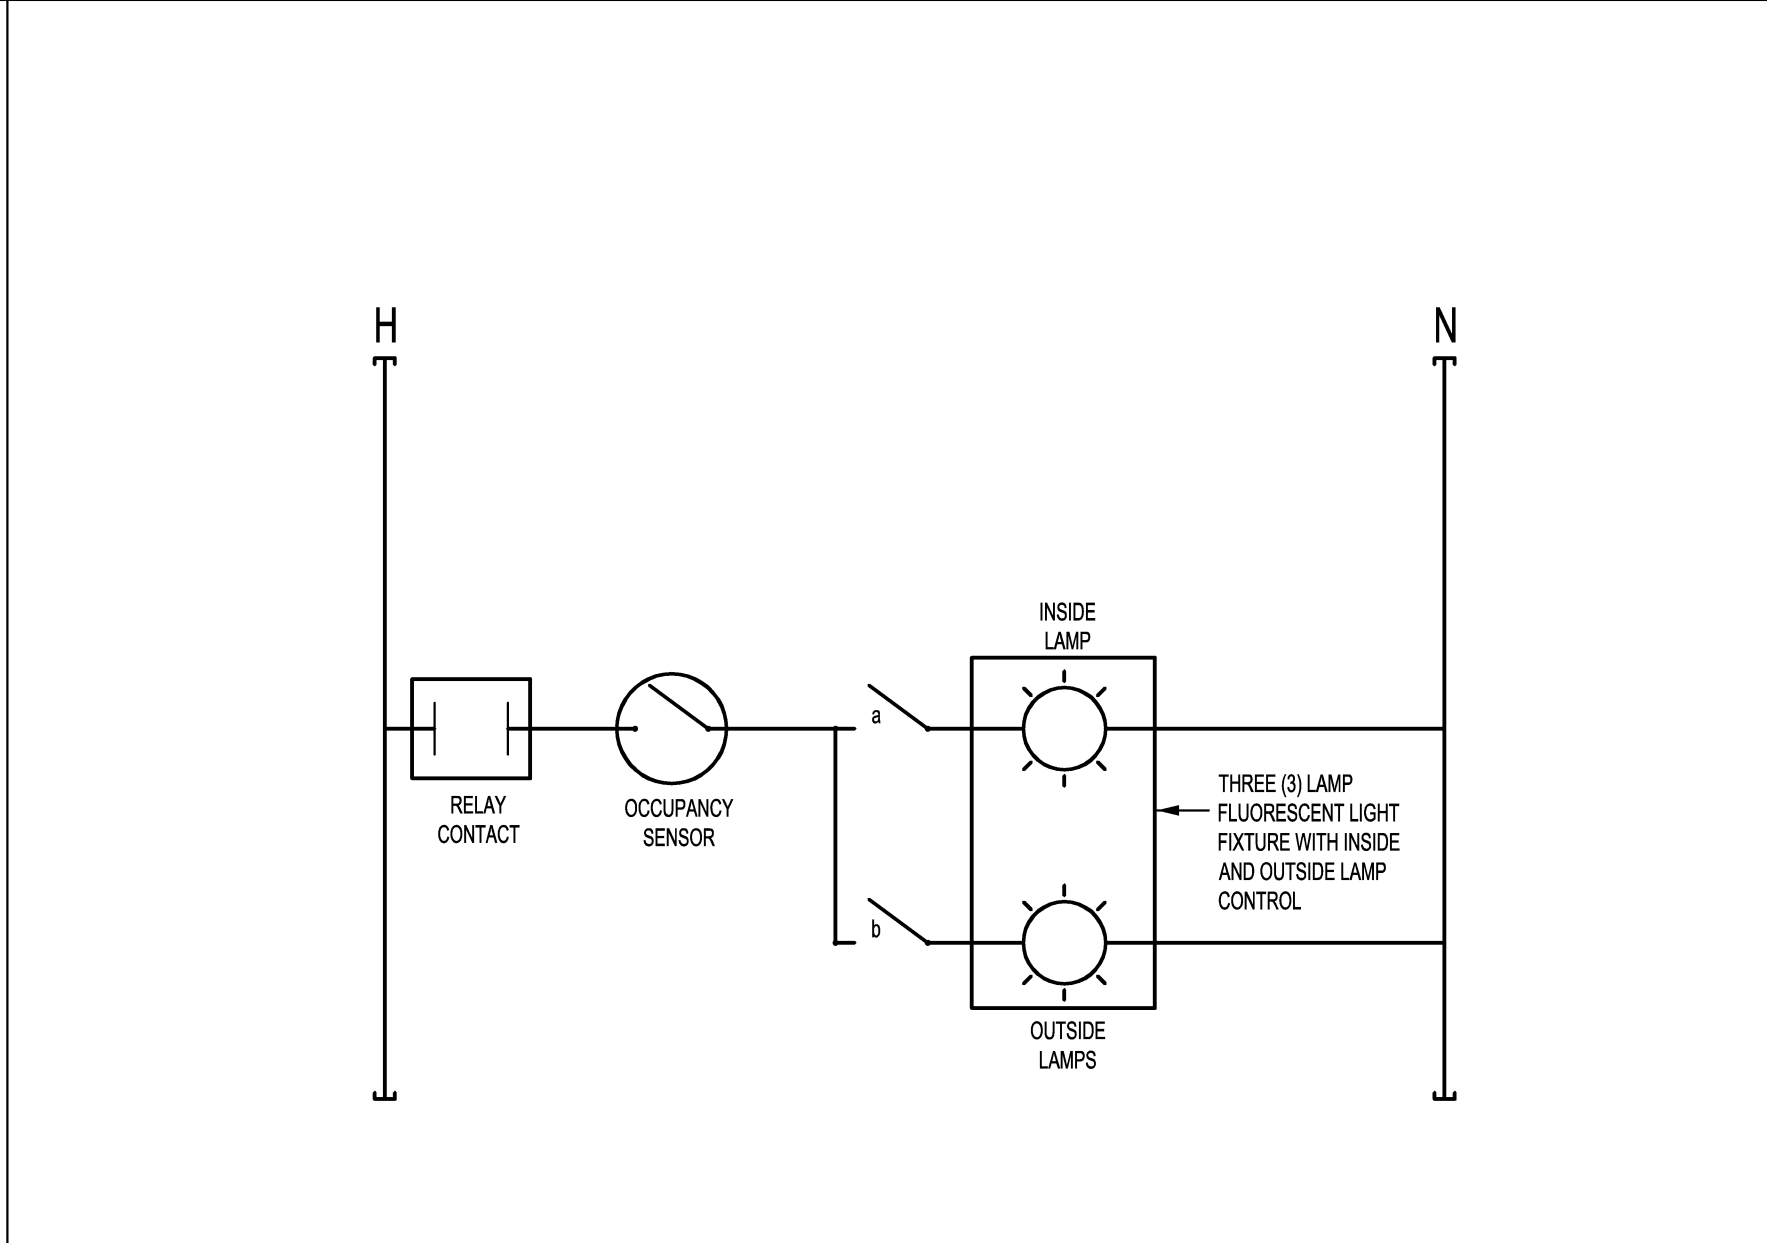 H
N
INSIDE
LAMP
a
RELAY
CONTACT
OCCUPANCY
SENSOR
THREE (3) LAMP
FLUORESCENT LIGHT
FIXTURE WITH INSIDE
AND OUTSIDE LAMP
CONTROL
b
OUTSIDE
LAMPS